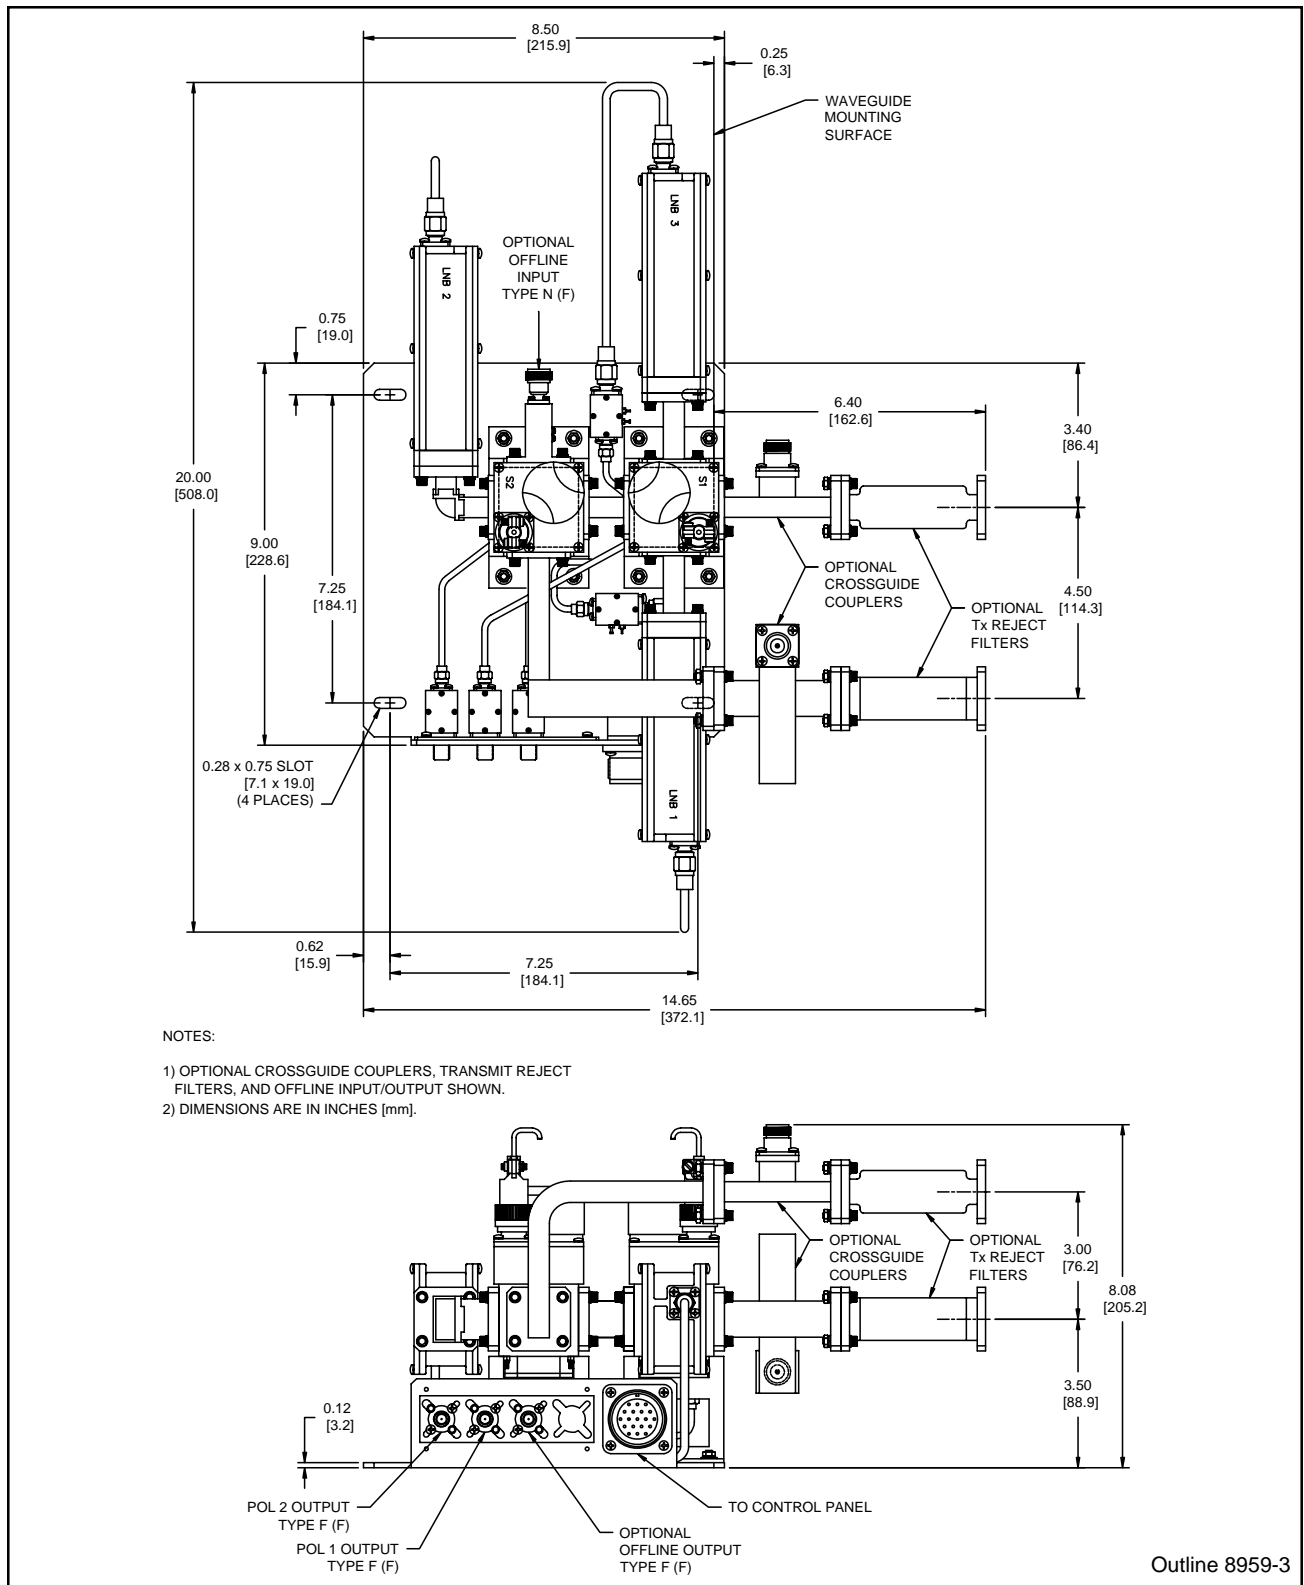 8.50
[215.9]
0.25
[6.3]
WAVEGUIDE
MOUNTING
SURFACE
LNB 3
OPTIONAL
OFFLINE
INPUT
TYPE N (F)
LNB 2
0.75
[19.0]
6.40
[162.6]
3.40
[86.4]
20.00
[508.0]
S2
S1
9.00
[228.6]
7.25
[184.1]
OPTIONAL
CROSSGUIDE
COUPLERS
4.50
[114.3]
OPTIONAL
Tx REJECT
FILTERS
0.28 x 0.75 SLOT
[7.1 x 19.0]
(4 PLACES)
LNB 1
0.62
[15.9]
7.25
[184.1]
14.65
[372.1]
NOTES:
1) OPTIONAL CROSSGUIDE COUPLERS, TRANSMIT REJECT
FILTERS, AND OFFLINE INPUT/OUTPUT SHOWN.
2) DIMENSIONS ARE IN INCHES [mm].
OPTIONAL
CROSSGUIDE
COUPLERS
OPTIONAL
Tx REJECT
FILTERS
3.00
[76.2]
8.08
[205.2]
3.50
[88.9]
0.12
[3.2]
POL 2 OUTPUT
TYPE F (F)
POL 1 OUTPUT
TYPE F (F)
OPTIONAL
OFFLINE OUTPUT
TYPE F (F)
TO CONTROL PANEL
Outline 8959-3